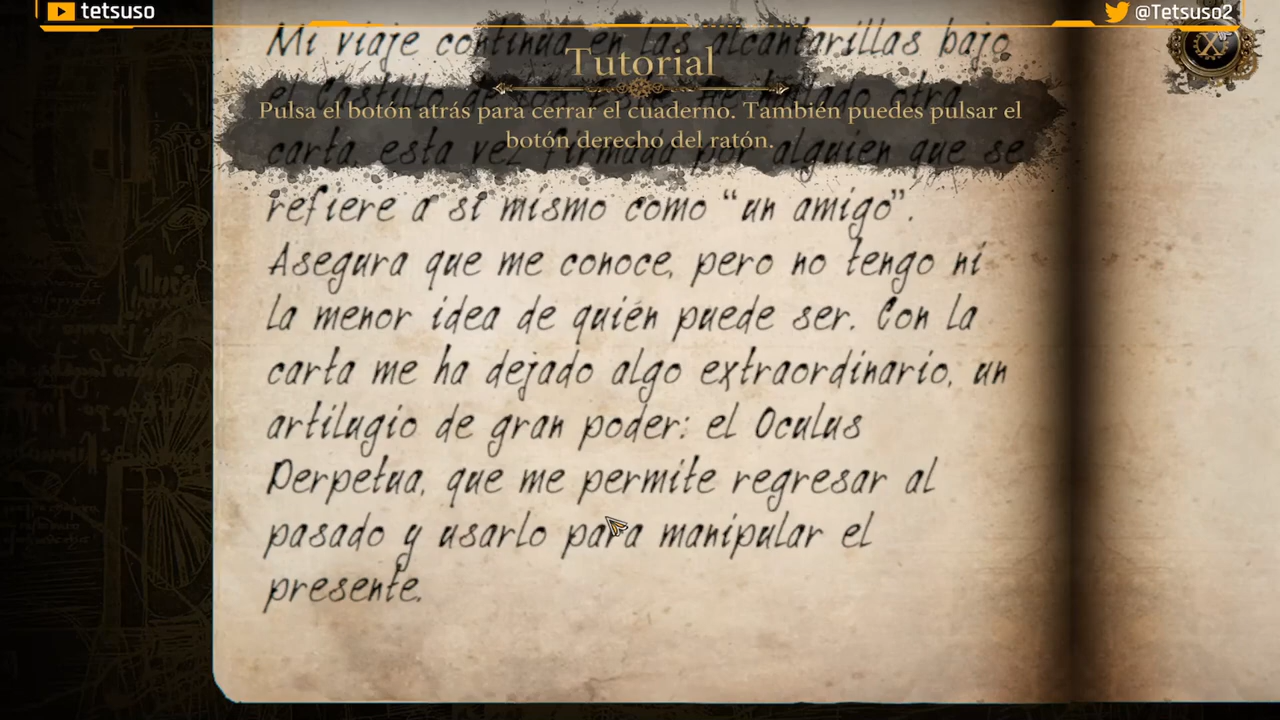 tetsuso
@Tetsuso2
Mi viaje continúa en las alcantarillas bajo
Tutorial
el Castillo
otra
Pulsa el botón atrás para cerrar el cuaderno. También puedes pulsar el
botón derecho del ratón.
carta, esta vez firmada por alguien que se
refiere a sí mismo como “un amigo”.
Asegura que me conoce, pero no tengo ni
la menor idea de quién puede ser. Con la
carta me ha dejado algo extraordinario, un
artilugio de gran poder: el Oculus
Perpetua, que me permite regresar al
pasado y usarlo para manipular el
presente.